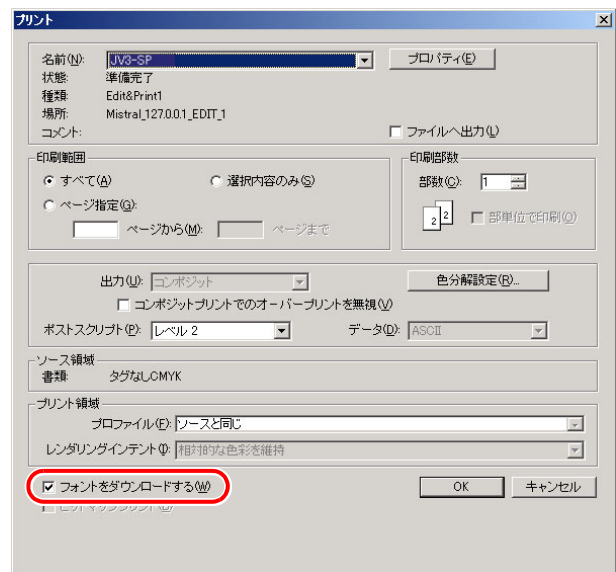 プリント
名前(N): JV3-SP プロパティ(E)
状態: 準備完了
種類: Edit&Print1
場所: Mistral_127.0.0.1_EDIT_1
コメント: ファイルへ出力(L)
印刷範囲 印刷部数
すべて(A) 選択内容のみ(S) 部数(C): 1
ページ指定(G): 2 2 部単位で印刷(O)
ページから(M): ページまで
出力(U): コンポジット 色分解設定(R)...
コンポジットプリントでのオーバープリントを無視(V)
ポストスクリプト(P): レベル 2 データ(D): ASCII
ソース領域
書類: タグなしCMYK
プリント領域
プロファイル(F): ソースと同じ
レンダリングインテント(I): 相対的な色彩を維持
フォントをダウンロードする(W) OK キャンセル